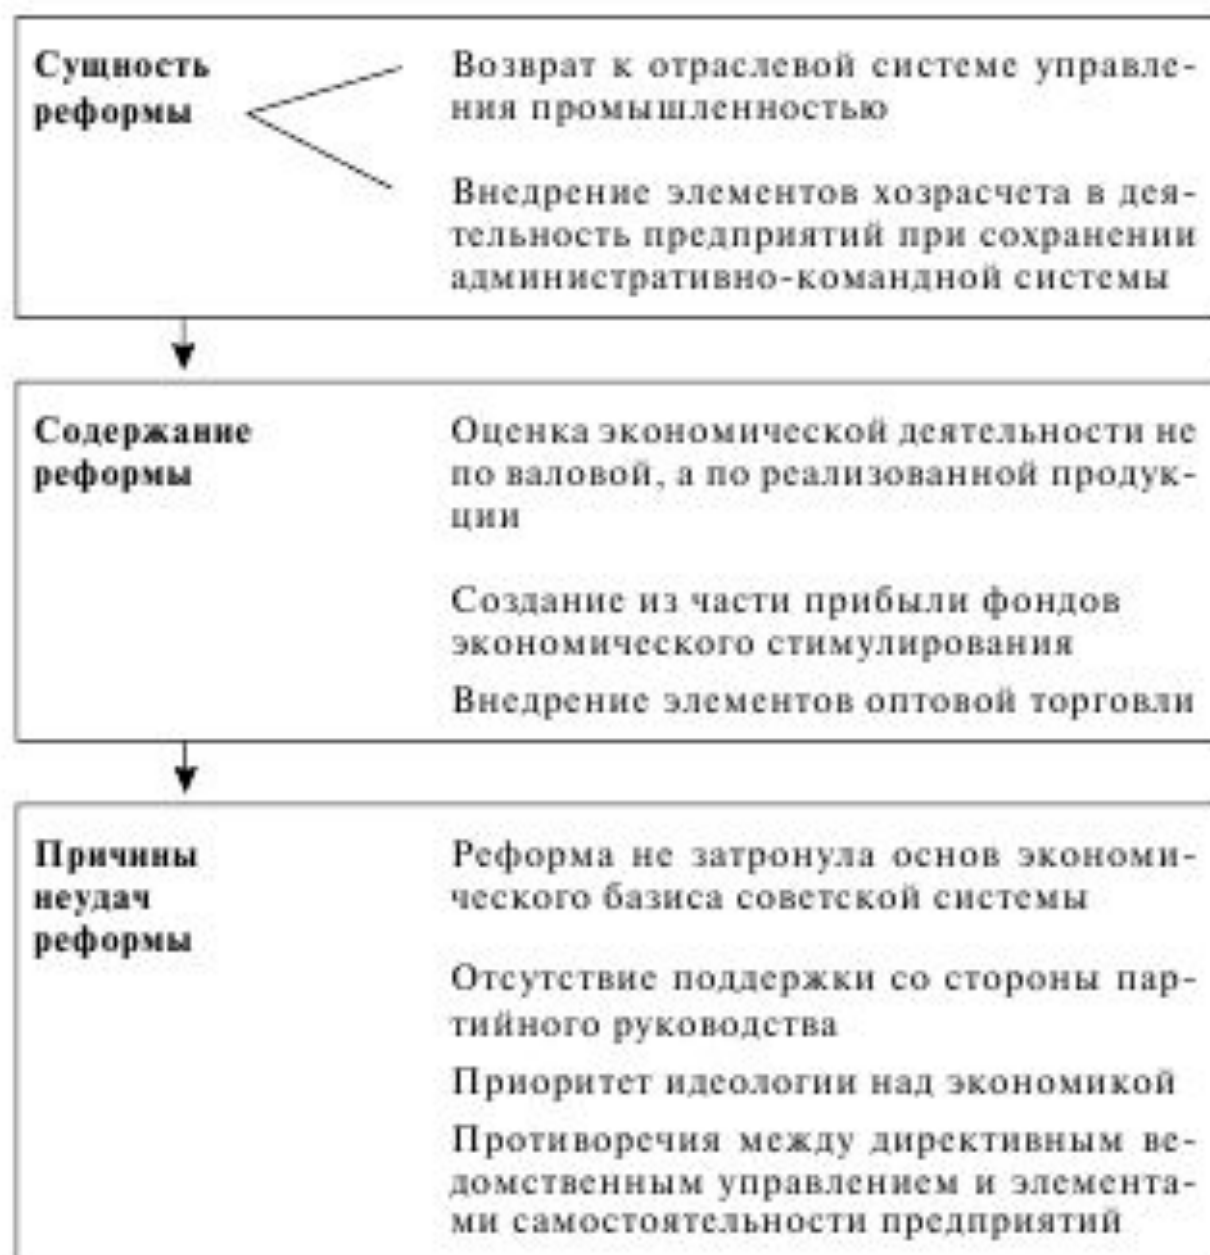 Сущность
реформы
Возврат к отраслевой системе управле-
ния промышленностью
Внедрение элементов хозрасчета в дея-
тельность предприятий при сохранении
административно-командной системы
Содержание
реформы
Оценка экономической деятельности не
по валовой, а по реализованной продук-
ции
Создание из части прибыли фондов
экономического стимулирования
Внедрение элементов оптовой торговли
Причины
неудач
реформы
Реформа не затронула основ экономи-
ческого базиса советской системы
Отсутствие поддержки со стороны пар-
тийного руководства
Приоритет идеологии над экономикой
Противоречия между директивным ве-
домственным управлением и элемента-
ми самостоятельности предприятий